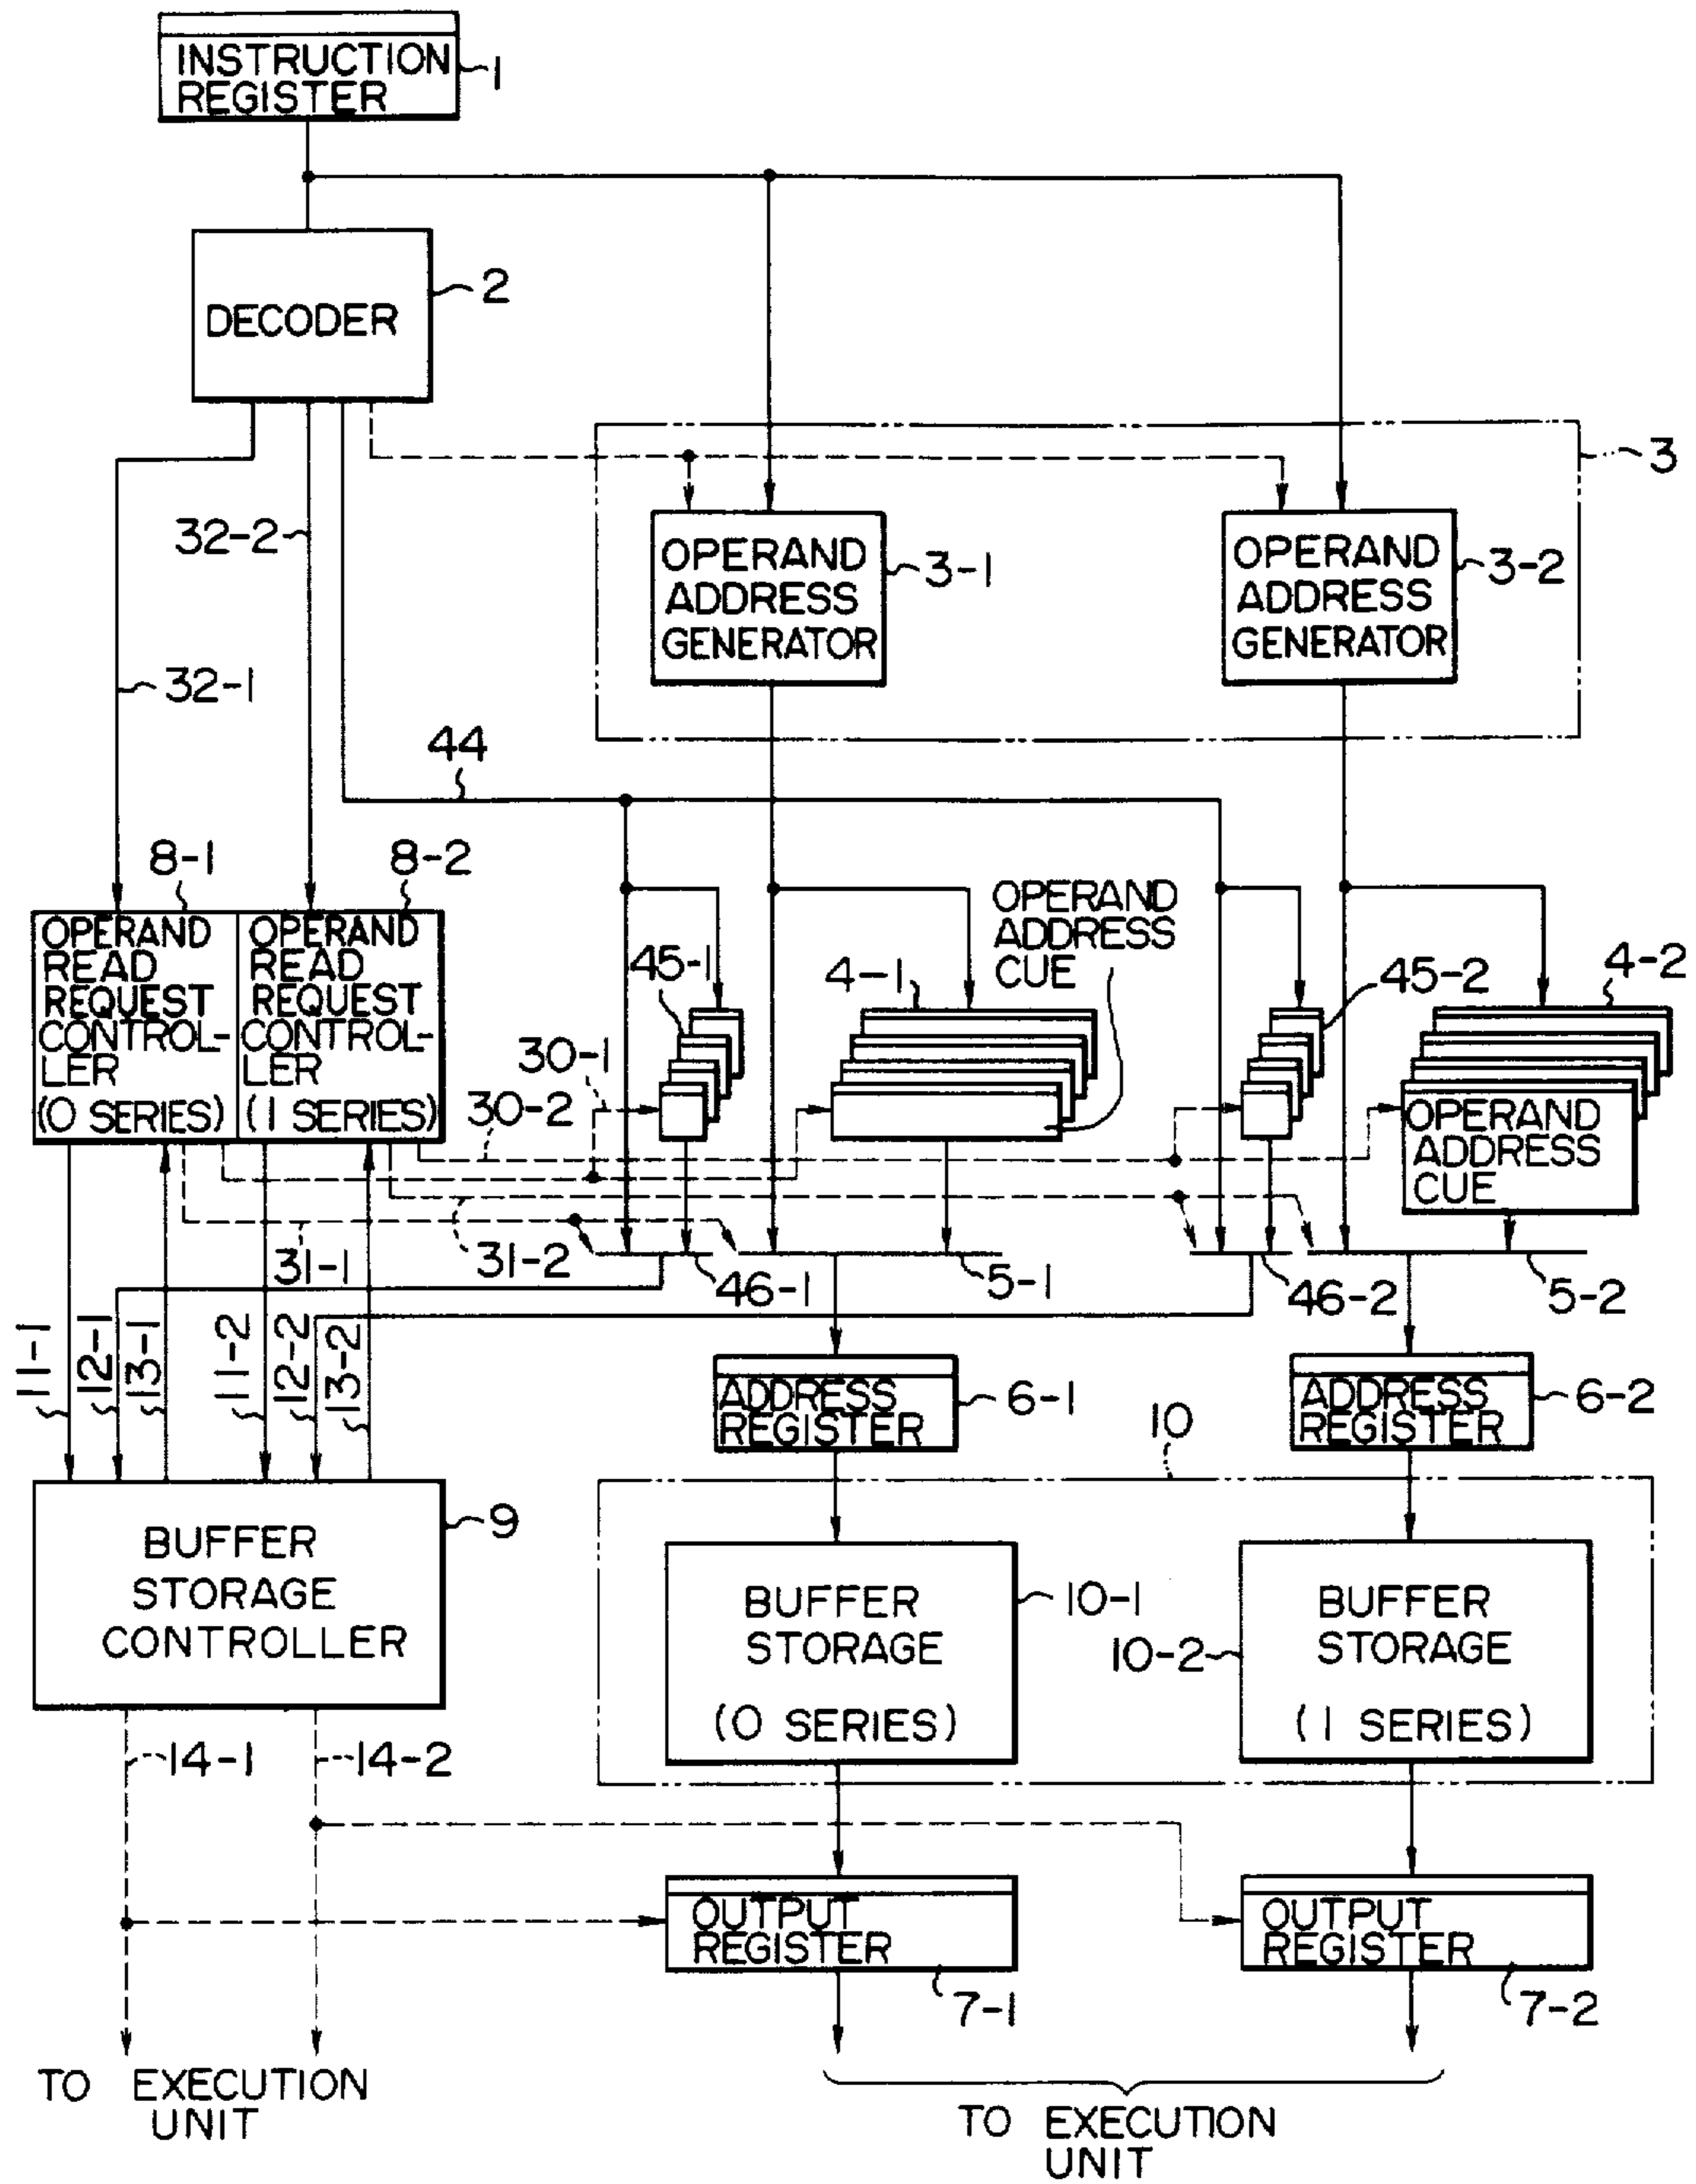 INSTRUCTION
REGISTER
1
DECODER
2
3
32-2
OPERAND
ADDRESS
GENERATOR
3-1
OPERAND
ADDRESS
GENERATOR
3-2
32-1
44
8-1
8-2
OPERAND
READ
REQUEST
CONTROL-
LER
(0 SERIES)
OPERAND
READ
REQUEST
CONTROL-
LER
(1 SERIES)
OPERAND
ADDRESS
CUE
45-1
4-1
45-2
4-2
30-1
30-2
OPERAND
ADDRESS
CUE
31-1
31-2
46-1
5-1
46-2
5-2
11-1
12-1
13-1
11-2
12-2
13-2
ADDRESS
REGISTER
6-1
ADDRESS
REGISTER
6-2
10
BUFFER
STORAGE
CONTROLLER
9
BUFFER
STORAGE
(0 SERIES)
10-1
BUFFER
STORAGE
(1 SERIES)
10-2
14-1
14-2
OUTPUT
REGISTER
7-1
OUTPUT
REGISTER
7-2
TO EXECUTION
UNIT
TO EXECUTION
UNIT